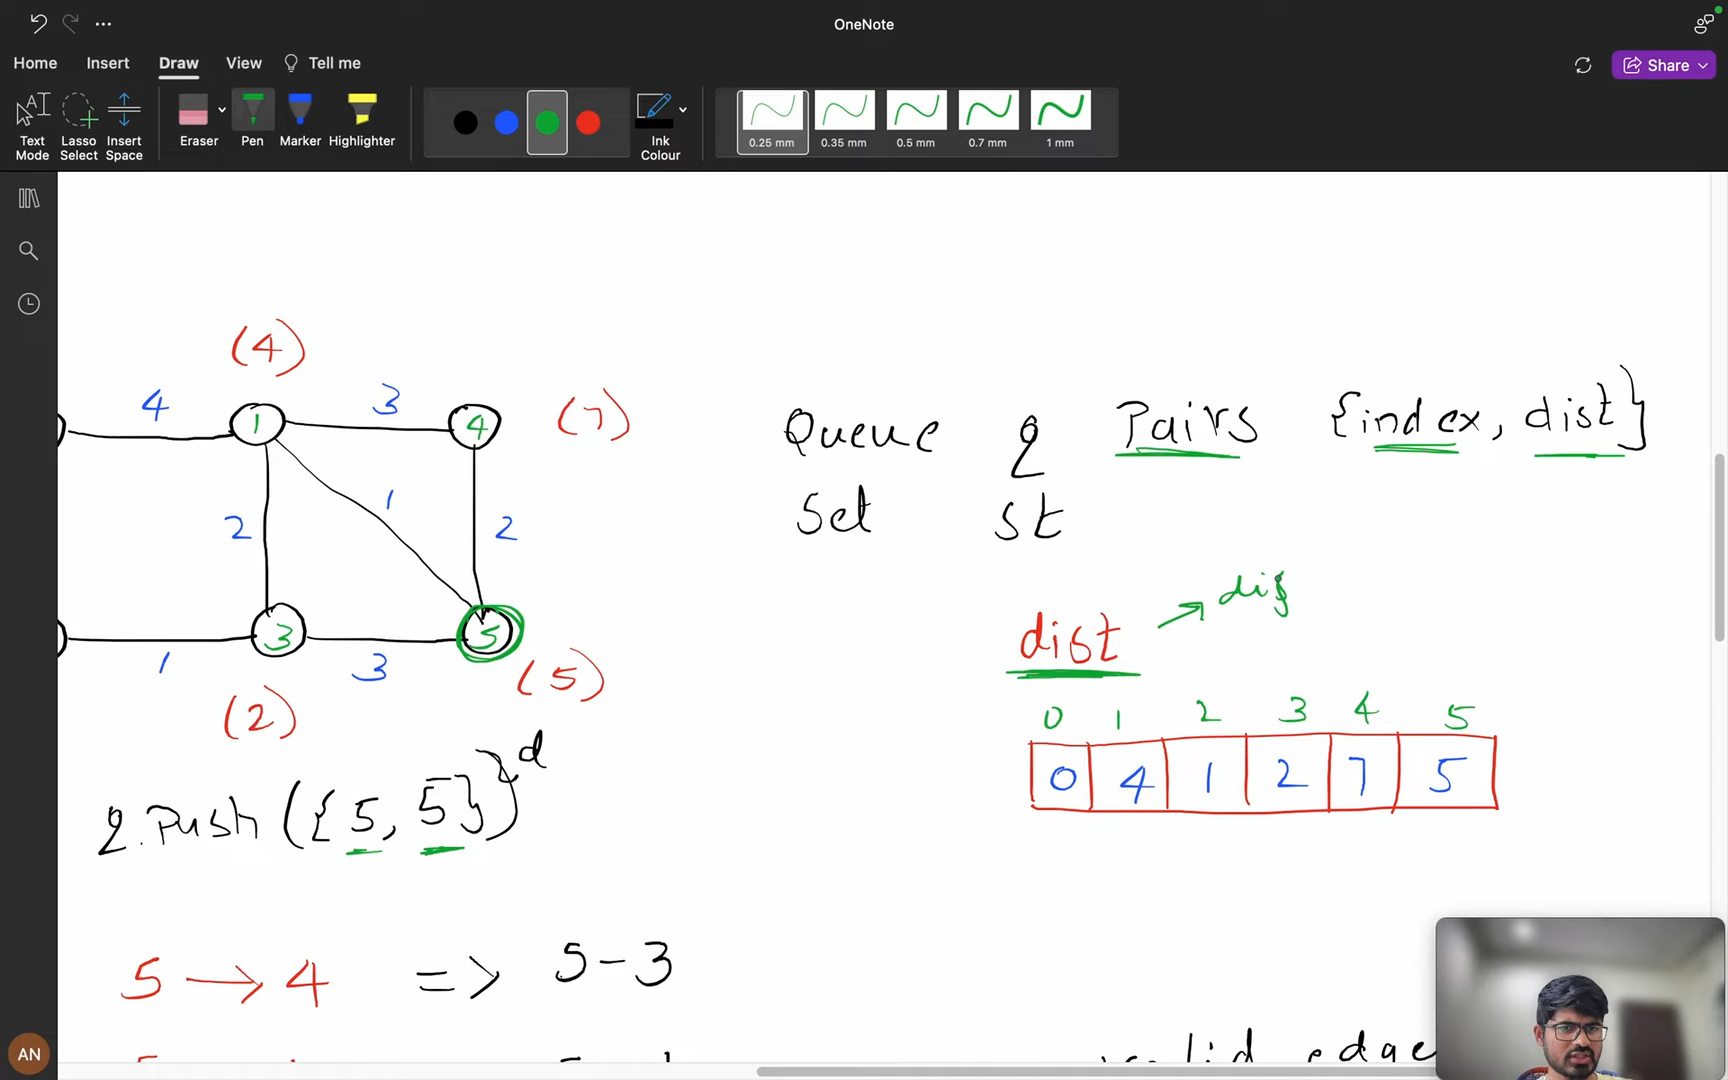 OneNote
Home Insert Draw View Tell me
Share
Text Mode
Lasso Select
Insert Space
Eraser
Pen
Marker
Highlighter
Ink Colour
0.25 mm
0.35 mm
0.5 mm
0.7 mm
1 mm
(4)
4 1 3 4 (7)
2 1 2
3 5
1 3 (5)
(2)
Queue q Pairs {index, dist}
Set st
dist → dis
0 1 2 3 4 5
0 4 1 2 7 5
q.Push({5, 5}) d
5 → 4 => 5-3
valid edge
AN